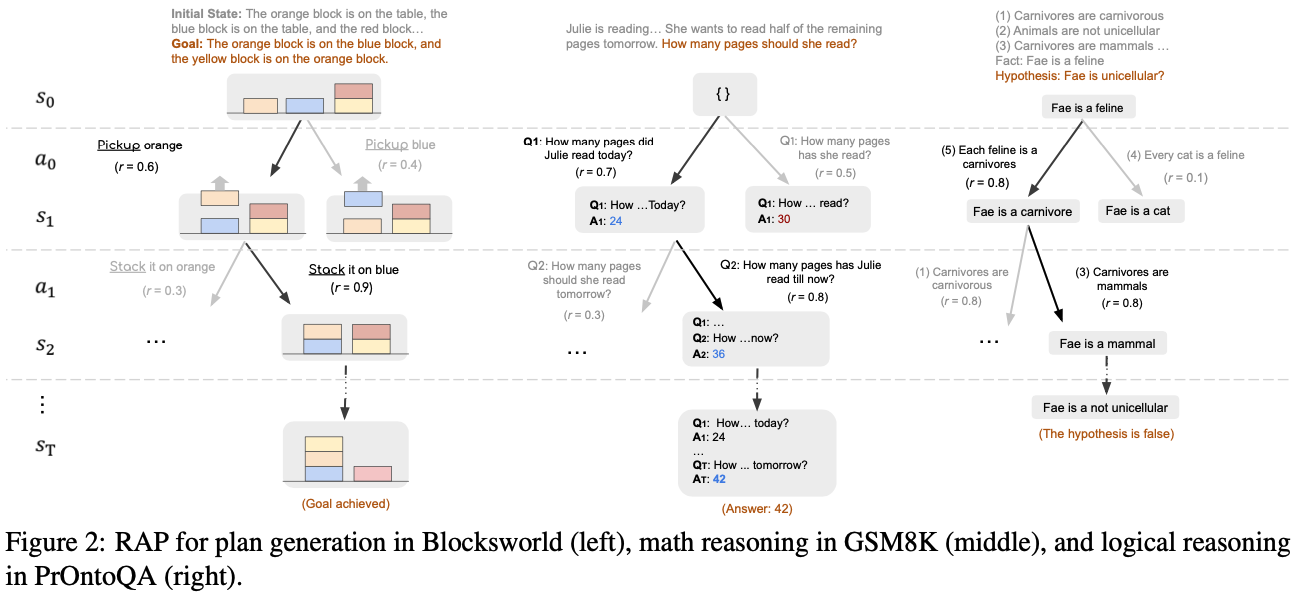 Initial State: The orange block is on the table, the
blue block is on the table, and the red block…
Goal: The orange block is on the blue block, and
the yellow block is on the orange block.
Julie is reading… She wants to read half of the remaining
pages tomorrow. How many pages should she read?
(1) Carnivores are carnivorous
(2) Animals are not unicellular
(3) Carnivores are mammals …
Fact: Fae is a feline
Hypothesis: Fae is unicellular?
s0
{ }
Fae is a feline
a0
Pickup orange
(r = 0.6)
Pickup blue
(r = 0.4)
Q1: How many pages did
Julie read today?
(r = 0.7)
Q1: How many pages
has she read?
(r = 0.5)
(5) Each feline is a
carnivores
(r = 0.8)
(4) Every cat is a feline
(r = 0.1)
s1
Q1: How …Today?
A1: 24
Q1: How … read?
A1: 30
Fae is a carnivore
Fae is a cat
a1
Stack it on orange
(r = 0.3)
Stack it on blue
(r = 0.9)
Q2: How many pages
should she read
tomorrow?
(r = 0.3)
Q2: How many pages has Julie
read till now?
(r = 0.8)
(1) Carnivores are
carnivorous
(r = 0.8)
(3) Carnivores are
mammals
(r = 0.8)
s2
…
…
Q1: …
Q2: How …now?
A2: 36
…
Fae is a mammal
⋮
sT
(Goal achieved)
Q1: How… today?
A1: 24
…
QT: How ... tomorrow?
AT: 42
(Answer: 42)
Fae is a not unicellular
(The hypothesis is false)
Figure 2: RAP for plan generation in Blocksworld (left), math reasoning in GSM8K (middle), and logical reasoning
in PrOntoQA (right).